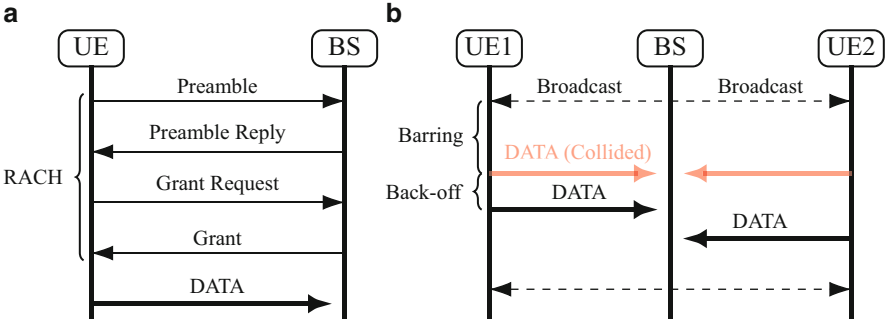 a
UE
BS
Preamble
Preamble Reply
RACH
Grant Request
Grant
DATA
b
UE1
BS
UE2
Broadcast
Broadcast
Barring
DATA (Collided)
Back-off
DATA
DATA